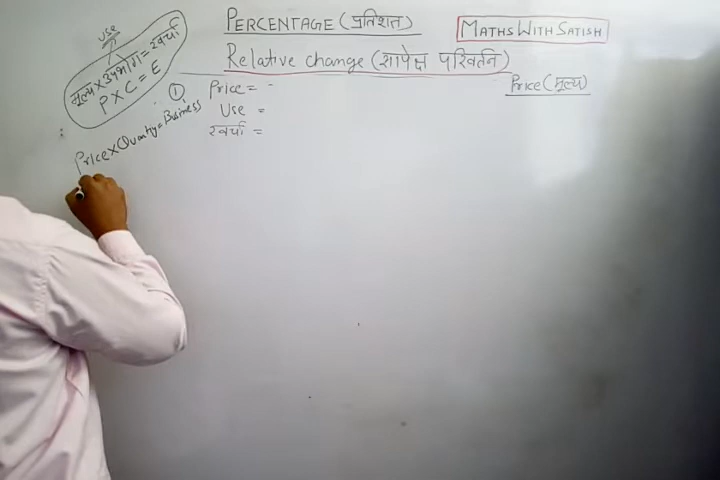 PERCENTAGE (प्रतिशत)
MATHS WITH SATISH
Relative change (सापेक्ष परिवर्तन)
use
मूल्य × उपभोग = खर्चा
P × C = E
Price × Quantity = Business
① Price = -
Use =
खर्चा =
Price (मूल्य)